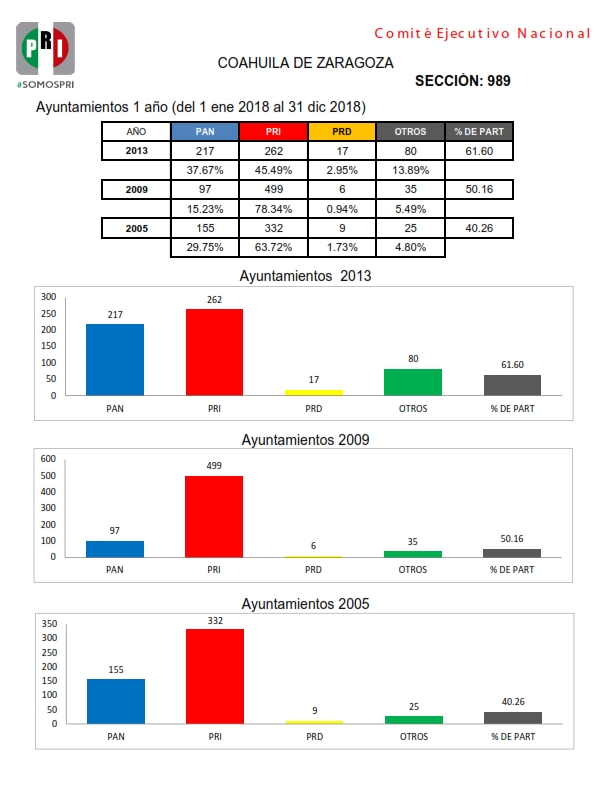 PRI
#SOMOSPRI
Comité Ejecutivo Nacional
COAHUILA DE ZARAGOZA
SECCIÓN: 989
Ayuntamientos 1 año (del 1 ene 2018 al 31 dic 2018)
AÑO PAN PRI PRD OTROS % DE PART
2013 217 262 17 80 61.60
37.67% 45.49% 2.95% 13.89%
2009 97 499 6 35 50.16
15.23% 78.34% 0.94% 5.49%
2005 155 332 9 25 40.26
29.75% 63.72% 1.73% 4.80%
Ayuntamientos 2013
300
250
200
150
100
50
0
217 262 17 80 61.60
PAN PRI PRD OTROS % DE PART
Ayuntamientos 2009
600
500
400
300
200
100
0
97 499 6 35 50.16
PAN PRI PRD OTROS % DE PART
Ayuntamientos 2005
350
300
250
200
150
100
50
0
155 332 9 25 40.26
PAN PRI PRD OTROS % DE PART